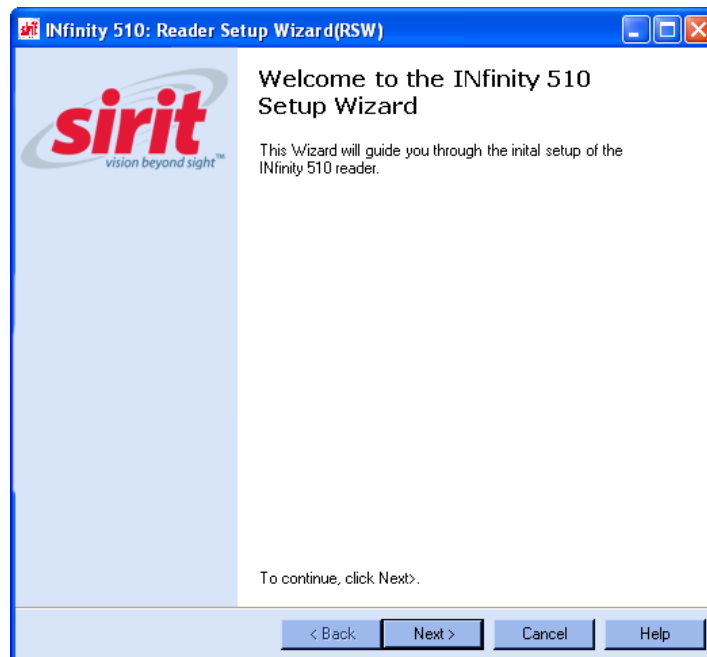 INfinity 510: Reader Setup Wizard(RSW)
sirit
vision beyond sight™
Welcome to the INfinity 510
Setup Wizard
This Wizard will guide you through the inital setup of the
INfinity 510 reader.
To continue, click Next>.
< Back
Next >
Cancel
Help